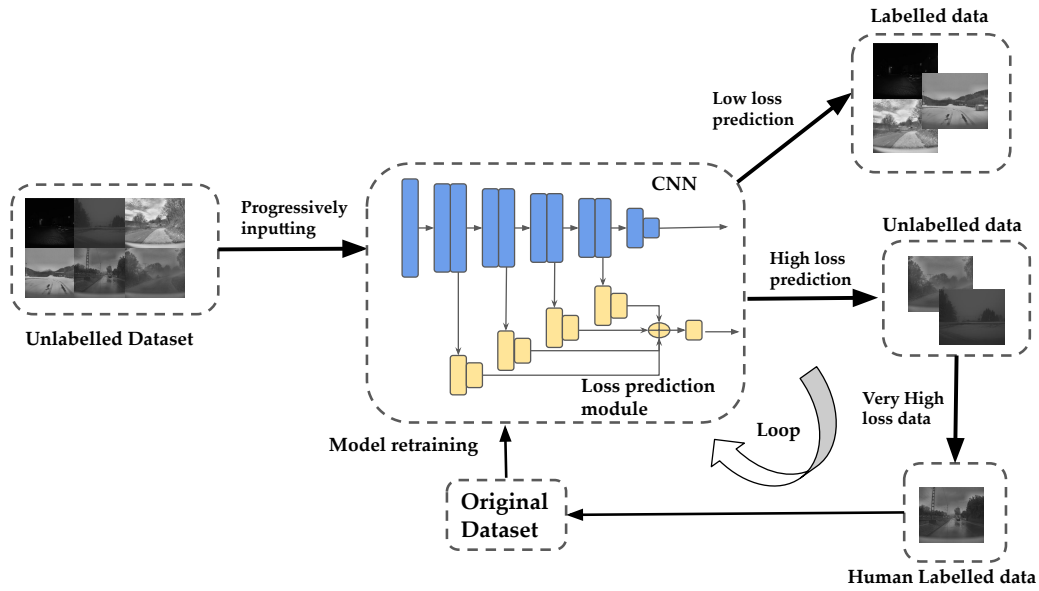 Labelled data
Low loss
prediction
CNN
Progressively
inputting
Unlabelled data
High loss
prediction
Unlabelled Dataset
Loss prediction
module
Very High
loss data
Model retraining
Loop
Original
Dataset
Human Labelled data